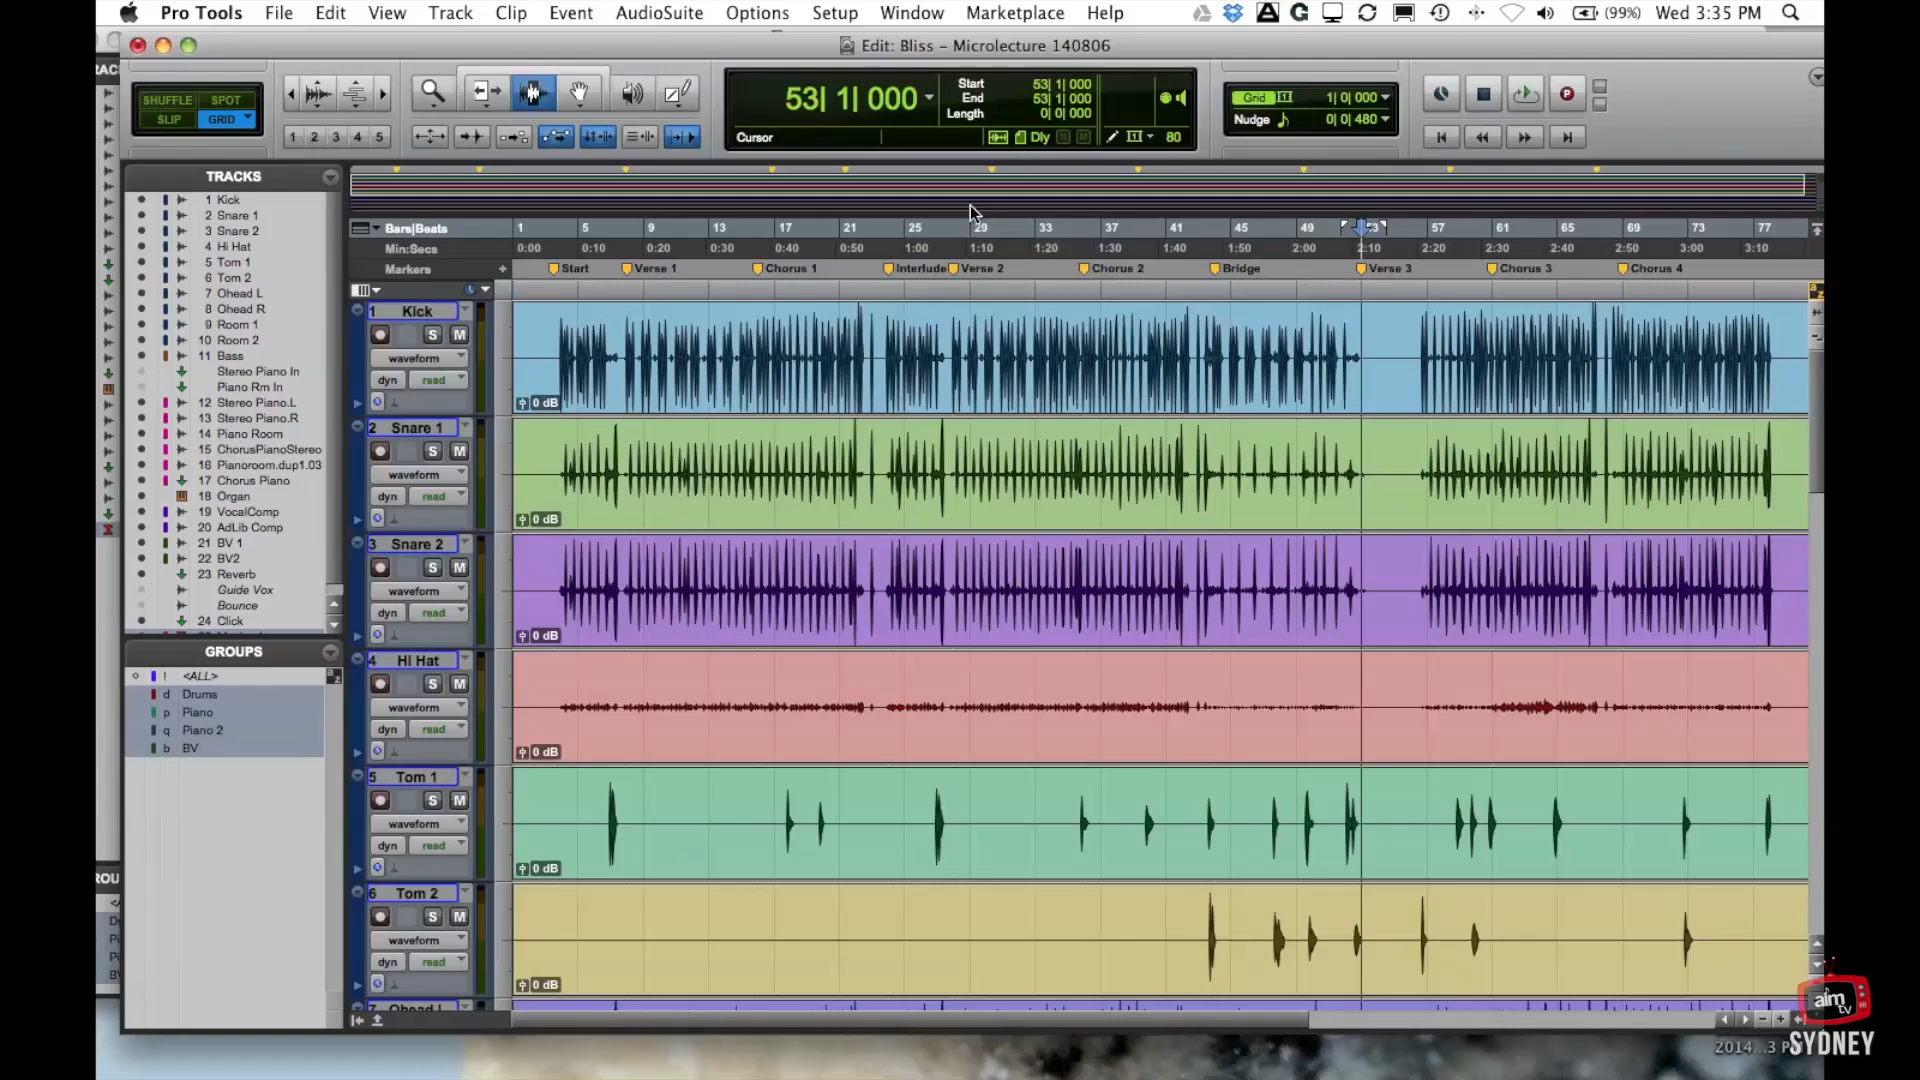 Pro Tools File Edit View Track Clip Event AudioSuite Options Setup Window Marketplace Help (99%) Wed 3:35 PM
Edit: Bliss – Microlecture 140806
SHUFFLE SPOT
SLIP GRID
1 2 3 4 5
53| 1| 000
Start 53| 1| 000
End 53| 1| 000
Length 0| 0| 000
Cursor
Dly
80
Grid 1| 0| 000
Nudge 0| 0| 480
TRACKS
1 Kick
2 Snare 1
3 Snare 2
4 Hi Hat
5 Tom 1
6 Tom 2
7 Ohead L
8 Ohead R
9 Room 1
10 Room 2
11 Bass
Stereo Piano In
Piano Rm In
12 Stereo Piano.L
13 Stereo Piano.R
14 Piano Room
15 ChorusPianoStereo
16 Pianoroom.dup1.03
17 Chorus Piano
18 Organ
19 VocalComp
20 AdLib Comp
21 BV 1
22 BV2
23 Reverb
Guide Vox
Bounce
24 Click
GROUPS
! <ALL>
d Drums
p Piano
q Piano 2
b BV
Bars|Beats 1 5 9 13 17 21 25 29 33 37 41 45 49 53 57 61 65 69 73 77
Min:Secs 0:00 0:10 0:20 0:30 0:40 0:50 1:00 1:10 1:20 1:30 1:40 1:50 2:00 2:10 2:20 2:30 2:40 2:50 3:00 3:10
Markers Start Verse 1 Chorus 1 Interlude Verse 2 Chorus 2 Bridge Verse 3 Chorus 3 Chorus 4
1 Kick
S M
waveform
dyn read
0 dB
2 Snare 1
S M
waveform
dyn read
0 dB
3 Snare 2
S M
waveform
dyn read
0 dB
4 Hi Hat
S M
waveform
dyn read
0 dB
5 Tom 1
S M
waveform
dyn read
0 dB
6 Tom 2
S M
waveform
dyn read
0 dB
7 Ohead L
aim
tv
SYDNEY
2014...3 P